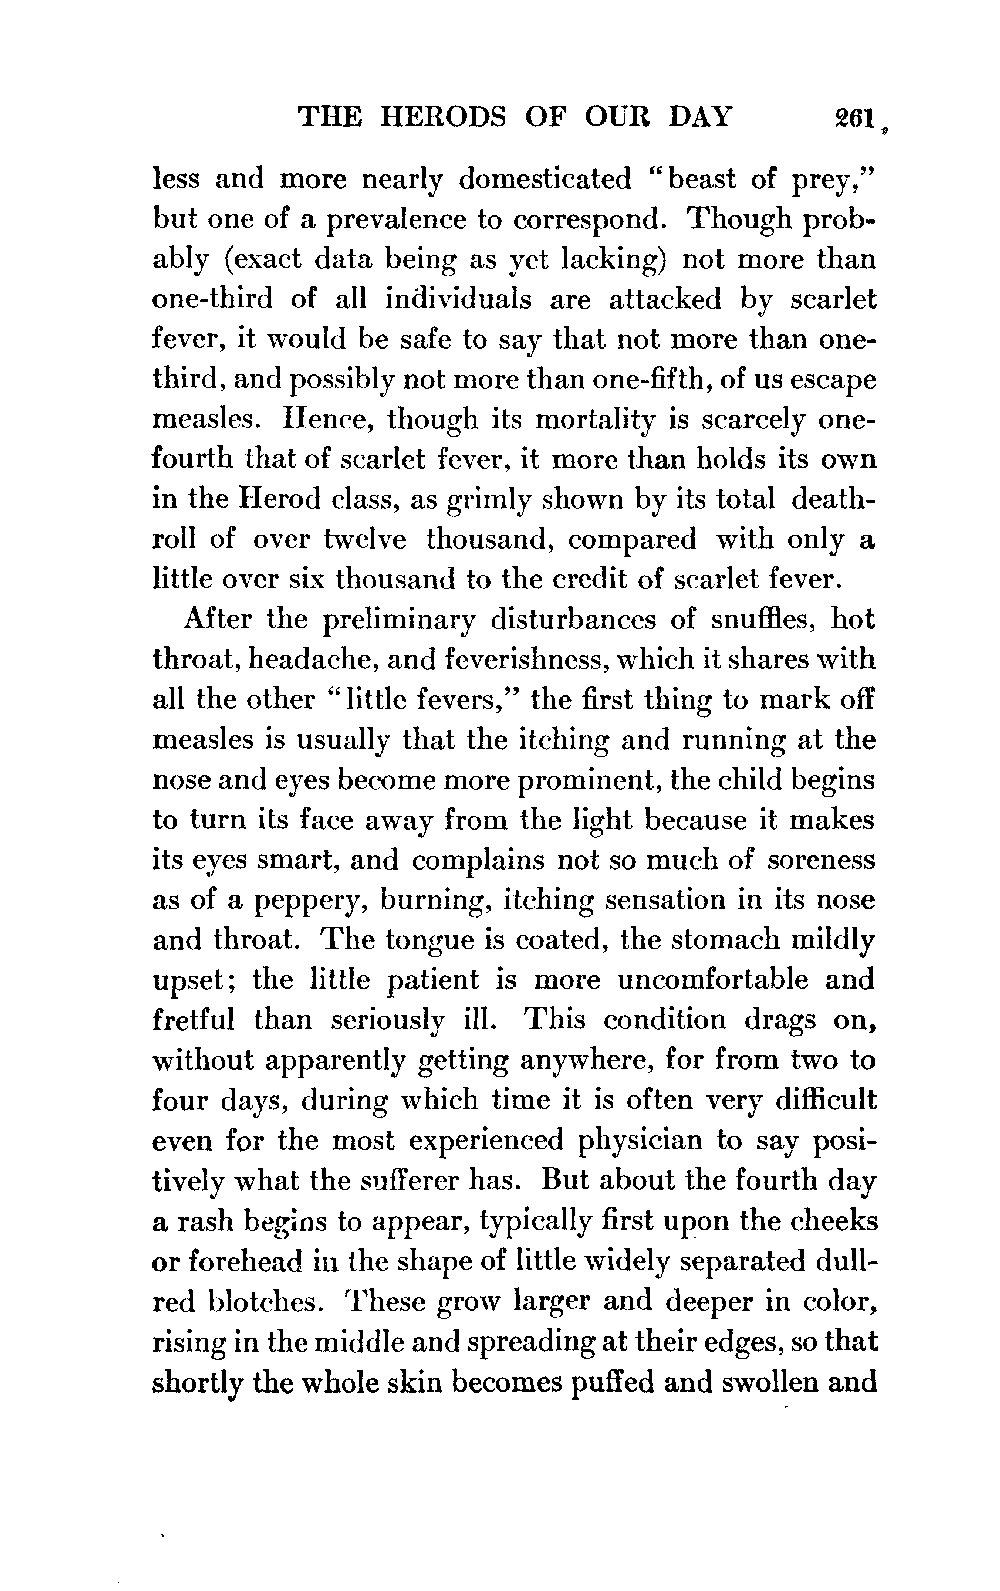 THE HERODS OF OUR DAY 261
less and more nearly domesticated "beast of prey,"
but one of a prevalence to correspond. Though prob-
ably (exact data being as yet lacking) not more than
one-third of all individuals are attacked by scarlet
fever, it would be safe to say that not more than one-
third, and possibly not more than one-fifth, of us escape
measles. Hence, though its mortality is scarcely one-
fourth that of scarlet fever, it more than holds its own
in the Herod class, as grimly shown by its total death-
roll of over twelve thousand, compared with only a
little over six thousand to the credit of scarlet fever.
After the preliminary disturbances of snuffles, hot
throat, headache, and feverishness, which it shares with
all the other "little fevers," the first thing to mark off
measles is usually that the itching and running at the
nose and eyes become more prominent, the child begins
to turn its face away from the light because it makes
its eyes smart, and complains not so much of soreness
as of a peppery, burning, itching sensation in its nose
and throat. The tongue is coated, the stomach mildly
upset; the little patient is more uncomfortable and
fretful than seriously ill. This condition drags on,
without apparently getting anywhere, for from two to
four days, during which time it is often very difficult
even for the most experienced physician to say posi-
tively what the sufferer has. But about the fourth day
a rash begins to appear, typically first upon the cheeks
or forehead in the shape of little widely separated dull-
red blotches. These grow larger and deeper in color,
rising in the middle and spreading at their edges, so that
shortly the whole skin becomes puffed and swollen and